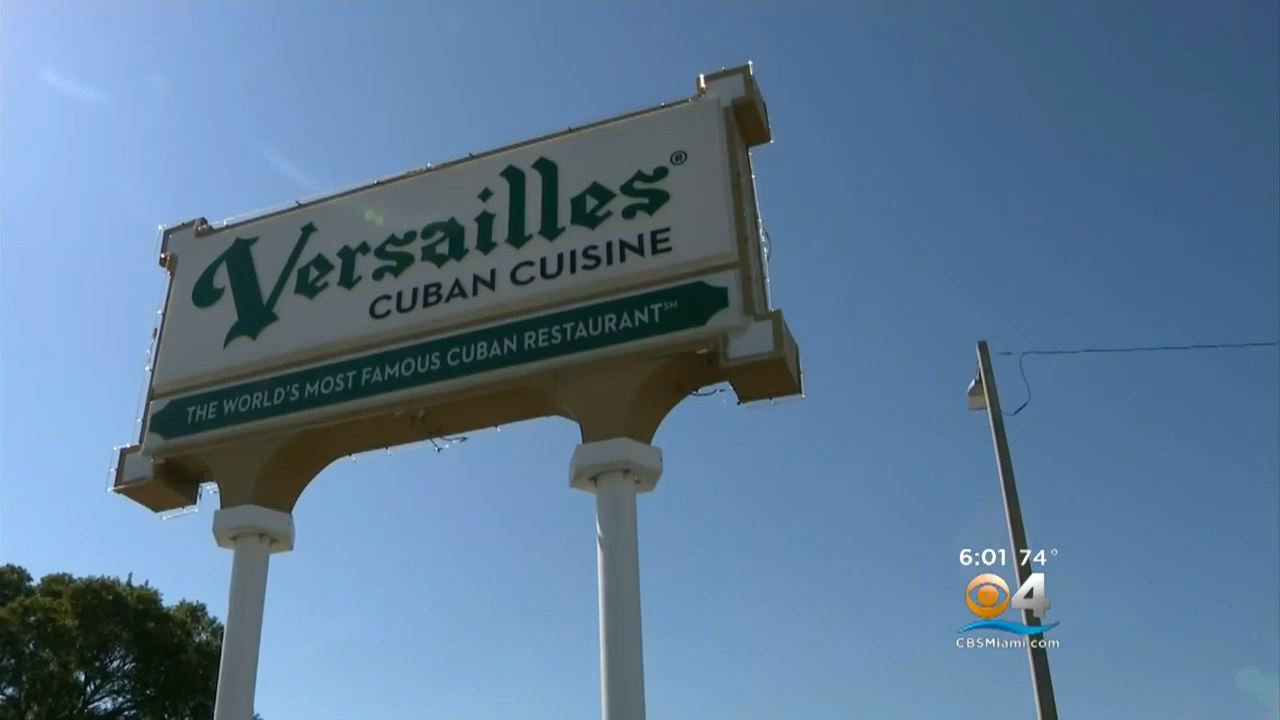 Versailles®
CUBAN CUISINE
THE WORLD'S MOST FAMOUS CUBAN RESTAURANT℠
6:01 74°
4
CBSMiami.com